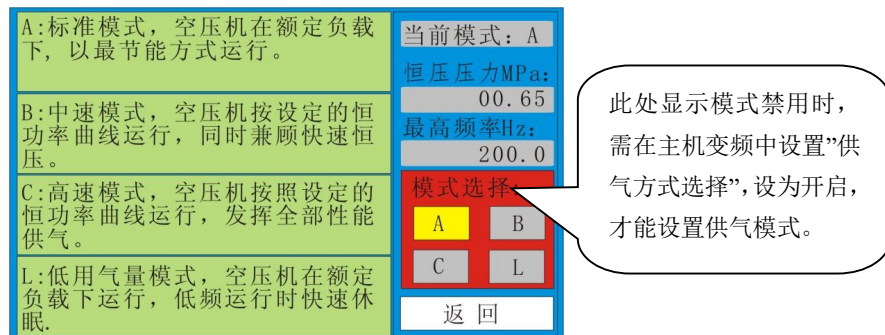 A:标准模式，空压机在额定负载
下, 以最节能方式运行。
B:中速模式，空压机按设定的恒
功率曲线运行，同时兼顾快速恒
压。
C:高速模式，空压机按照设定的
恒功率曲线运行，发挥全部性能
供气。
L:低用气量模式，空压机在额定
负载下运行，低频运行时快速休
眠.
当前模式: A
恒压压力MPa:
00.65
最高频率Hz:
200.0
模式选择:
A B
C L
返 回
此处显示模式禁用时，
需在主机变频中设置”供
气方式选择”，设为开启，
才能设置供气模式。